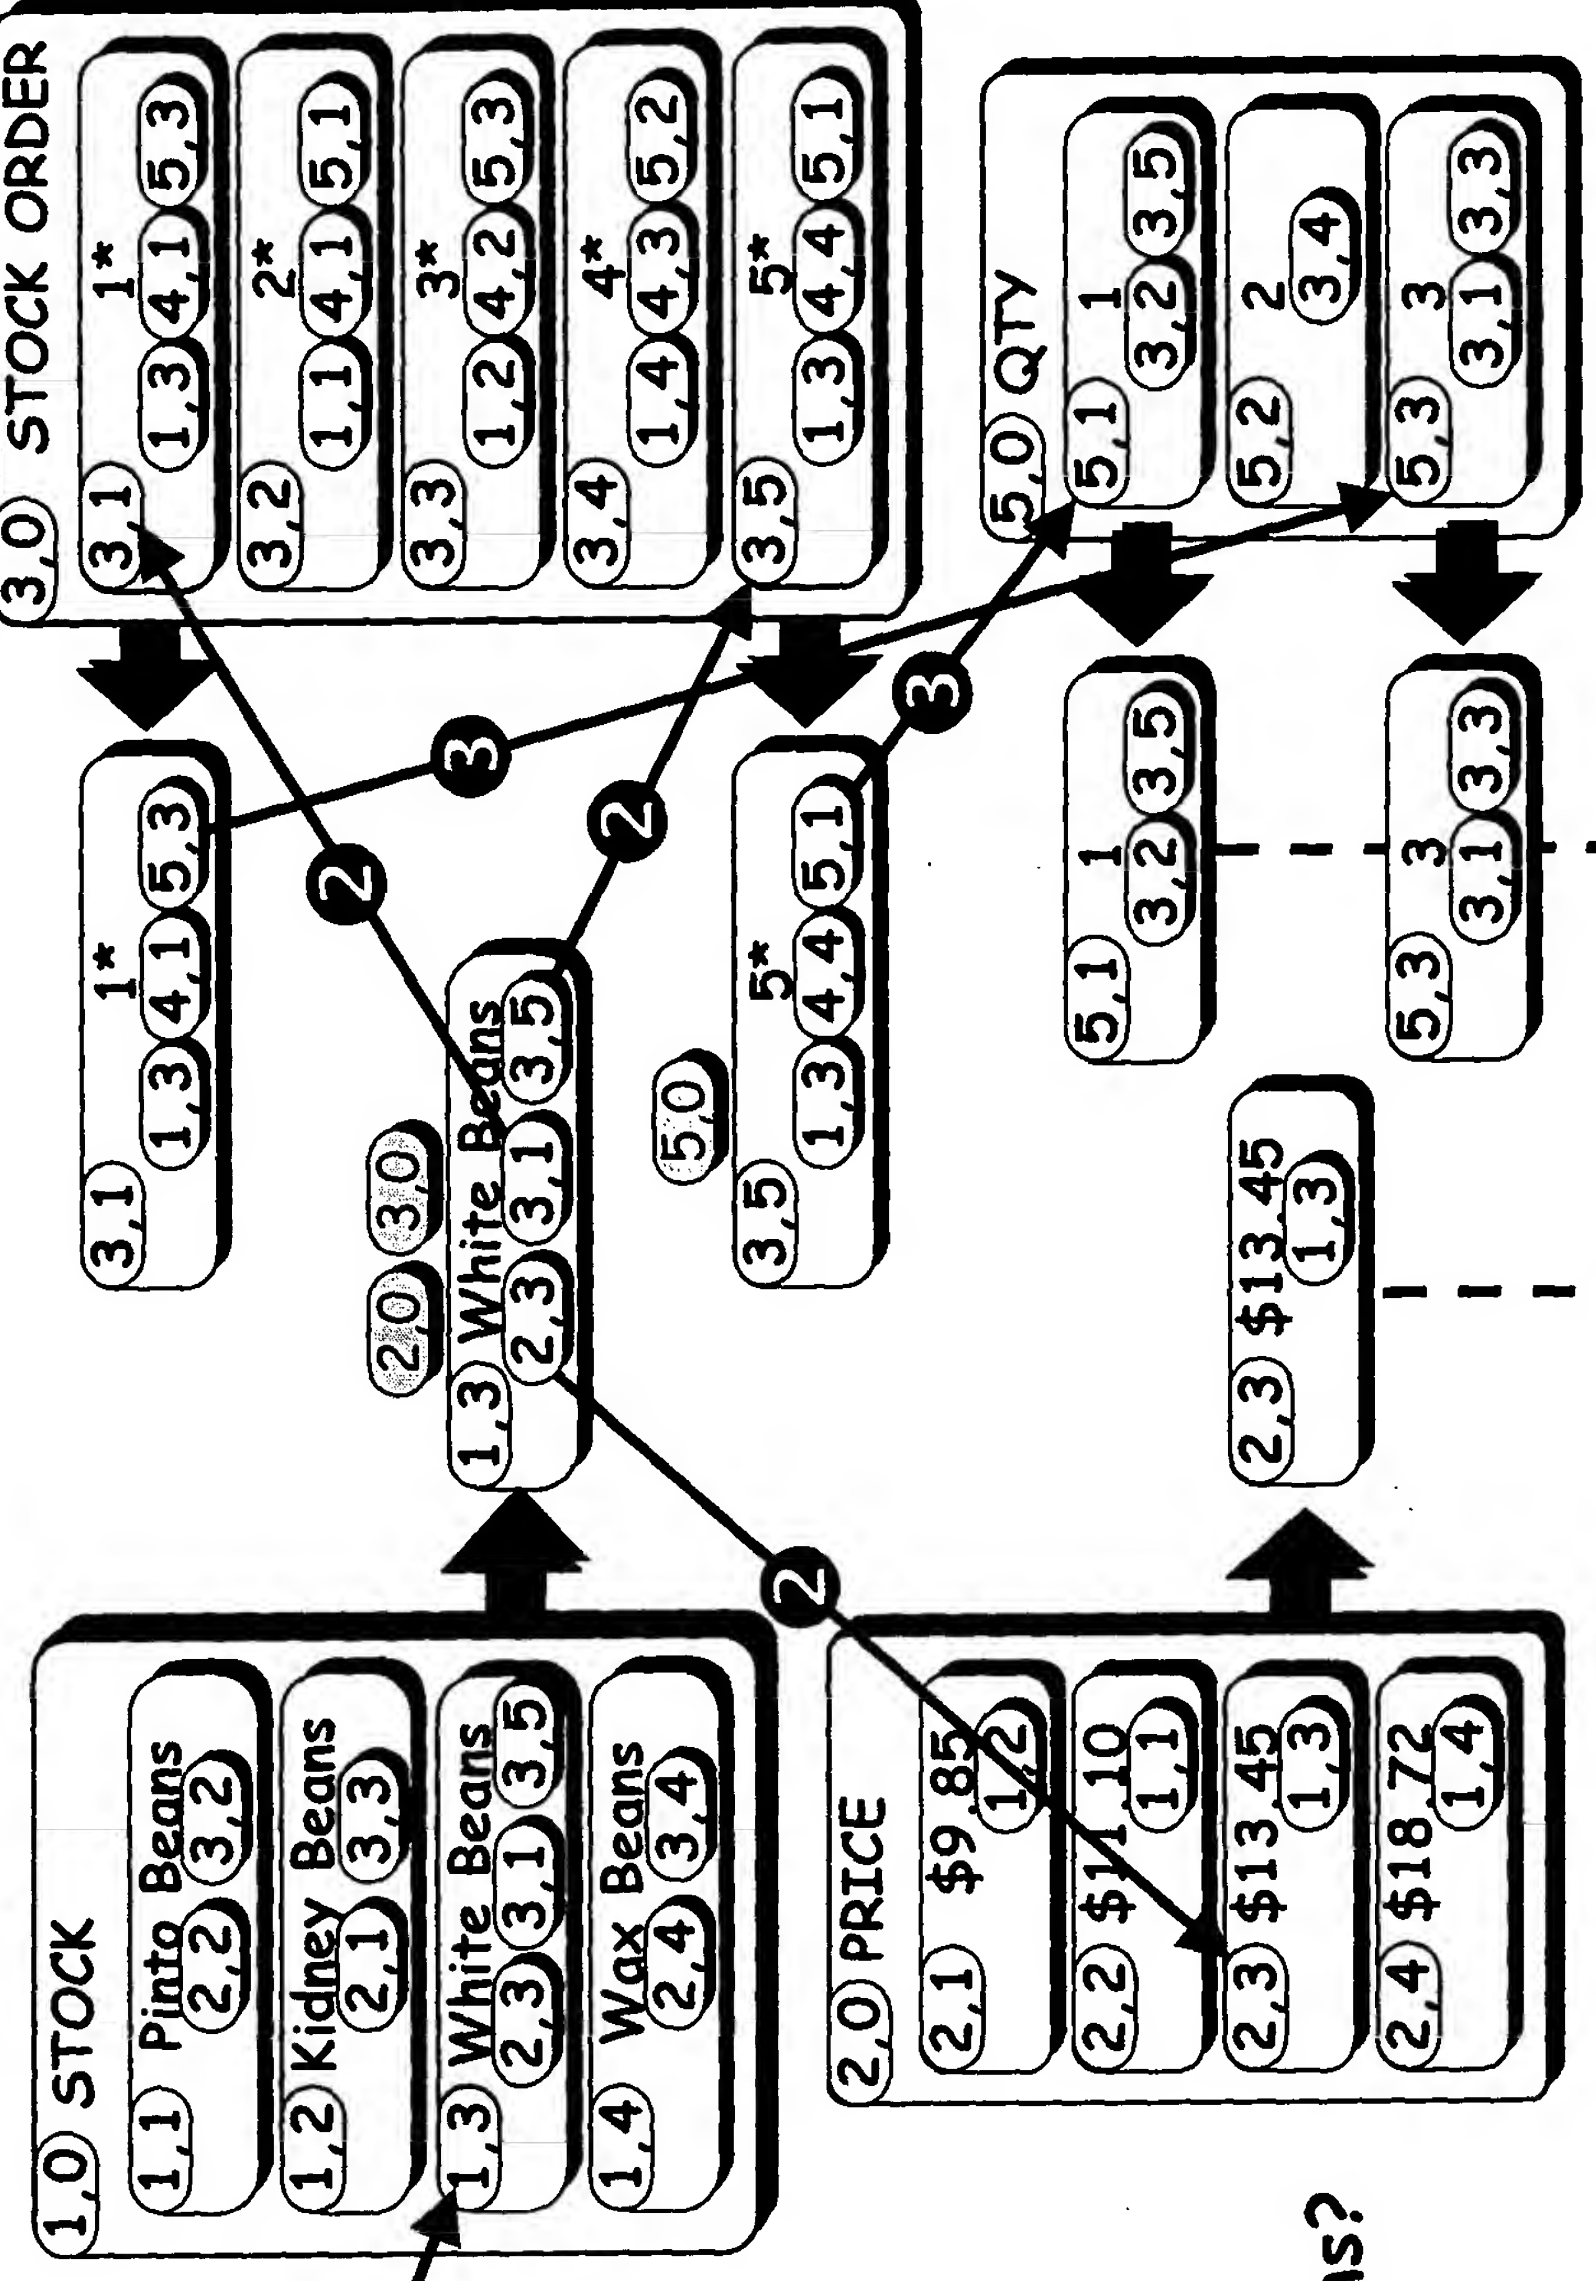 1,0 STOCK
1,1 Pinto Beans
2,2 3,2
1,2 Kidney Beans
2,1 3,3
1,3 White Beans
2,3 3,1 3,5
1,4 Wax Beans
2,4 3,4
2,0 PRICE
2,1 $9.85
1,2
2,2 $11.10
1,1
2,3 $13.45
1,3
2,4 $18.72
1,4
2
2,0 3,0
1,3 White Beans
2,3 3,1 3,5
2,3 $13.45
1,3
2
2
3,1 1*
1,3 4,1 5,3
3
5,0
3,5 5*
1,3 4,4 5,1
3
5,1 1
3,2 3,5
5,3 3
3,1 3,3
3,0 STOCK ORDER
3,1 1*
1,3 4,1 5,3
3,2 2*
1,1 4,1 5,1
3,3 3*
1,2 4,2 5,3
3,4 4*
1,4 4,3 5,2
3,5 5*
1,3 4,4 5,1
5,0 QTY
5,1 1
3,2 3,5
5,2 2
3,4
5,3 3
3,1 3,3